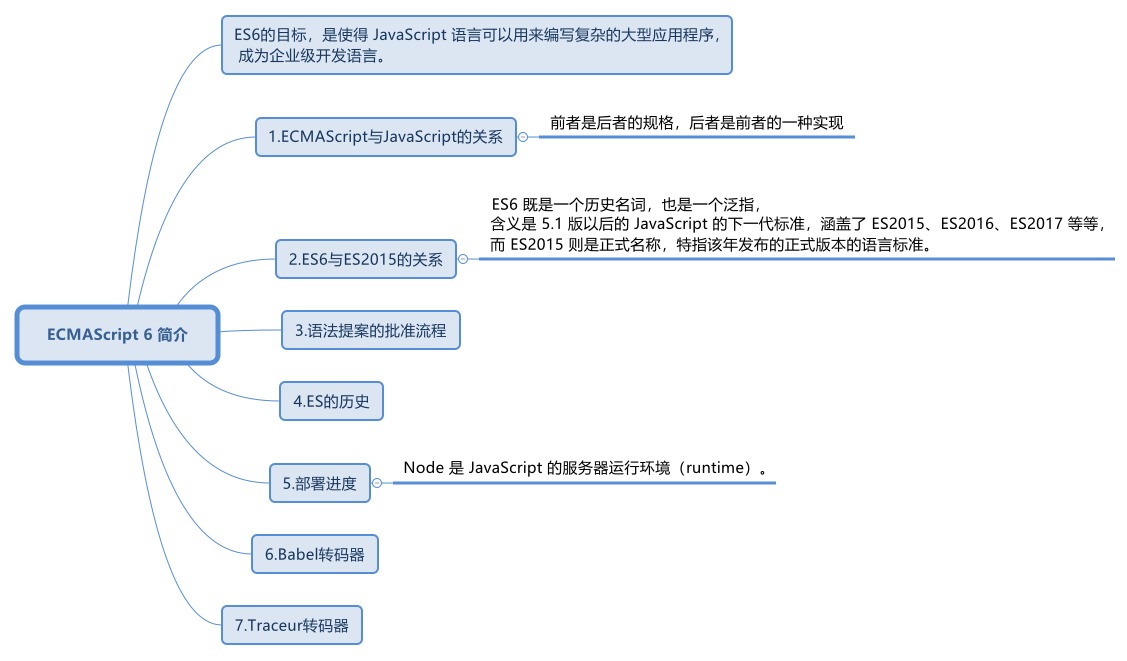 ES6的目标，是使得 JavaScript 语言可以用来编写复杂的大型应用程序，
成为企业级开发语言。
1.ECMAScript与JavaScript的关系
前者是后者的规格，后者是前者的一种实现
ES6 既是一个历史名词，也是一个泛指，
含义是 5.1 版以后的 JavaScript 的下一代标准，涵盖了 ES2015、ES2016、ES2017 等等，
而 ES2015 则是正式名称，特指该年发布的正式版本的语言标准。
2.ES6与ES2015的关系
ECMAScript 6 简介
3.语法提案的批准流程
4.ES的历史
5.部署进度
Node 是 JavaScript 的服务器运行环境（runtime）。
6.Babel转码器
7.Traceur转码器